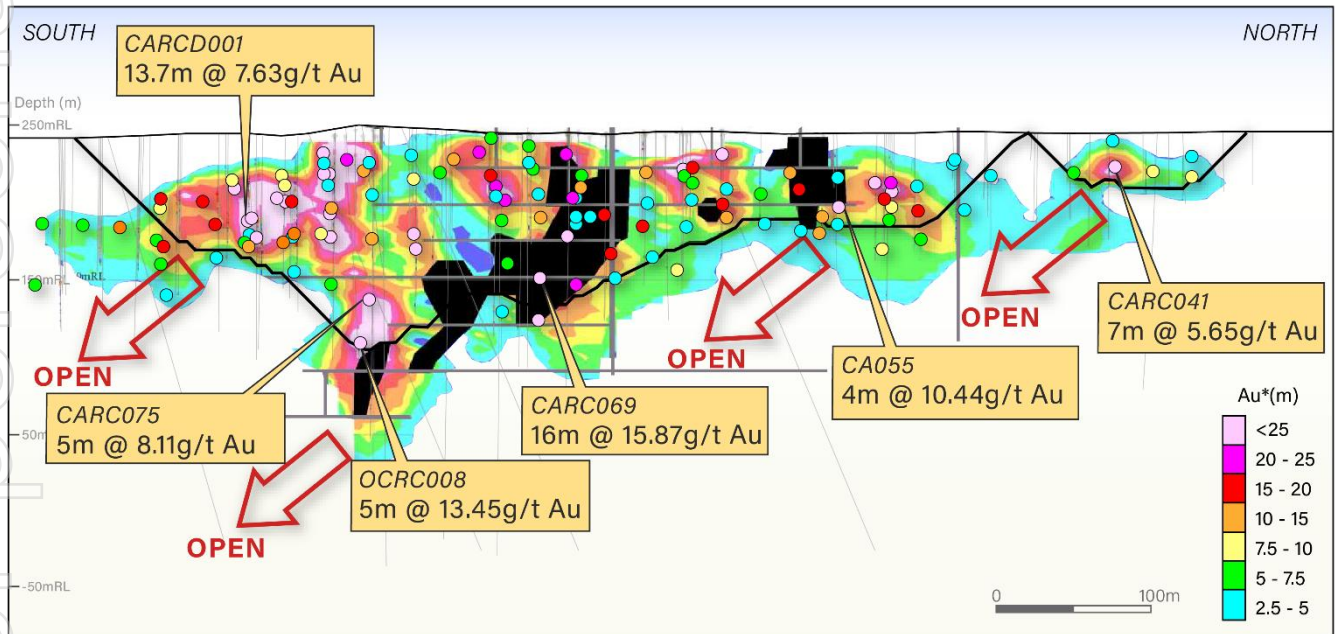 SOUTH
NORTH
CARCD001
13.7m @ 7.63g/t Au
Depth (m)
250mRL
CARC041
7m @ 5.65g/t Au
OPEN
OPEN
OPEN
CA055
4m @ 10.44g/t Au
CARC075
5m @ 8.11g/t Au
CARC069
16m @ 15.87g/t Au
OCRC008
5m @ 13.45g/t Au
OPEN
-50mRL
Au*(m)
<25
20 - 25
15 - 20
10 - 15
7.5 - 10
5 - 7.5
2.5 - 5
0
100m